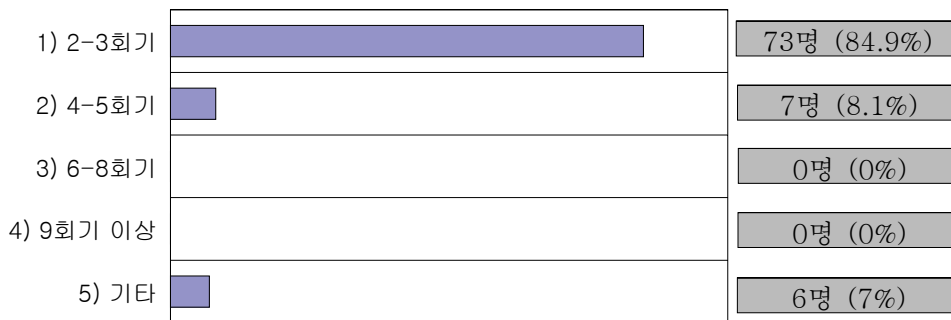 1) 2-3회기 73명 (84.9%)
2) 4-5회기 7명 (8.1%)
3) 6-8회기 0명 (0%)
4) 9회기 이상 0명 (0%)
5) 기타 6명 (7%)